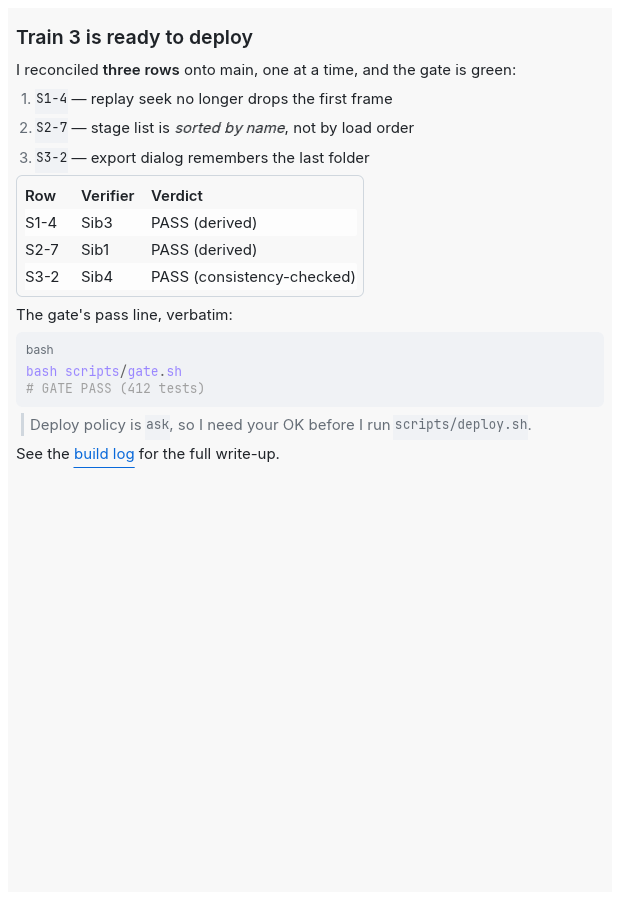 Train 3 is ready to deploy
I reconciled three rows onto main, one at a time, and the gate is green:
1. S1-4 — replay seek no longer drops the first frame
2. S2-7 — stage list is sorted by name, not by load order
3. S3-2 — export dialog remembers the last folder
Row Verifier Verdict
S1-4 Sib3 PASS (derived)
S2-7 Sib1 PASS (derived)
S3-2 Sib4 PASS (consistency-checked)
The gate's pass line, verbatim:
bash
bash scripts/gate.sh
# GATE PASS (412 tests)
Deploy policy is ask, so I need your OK before I run scripts/deploy.sh.
See the build log for the full write-up.